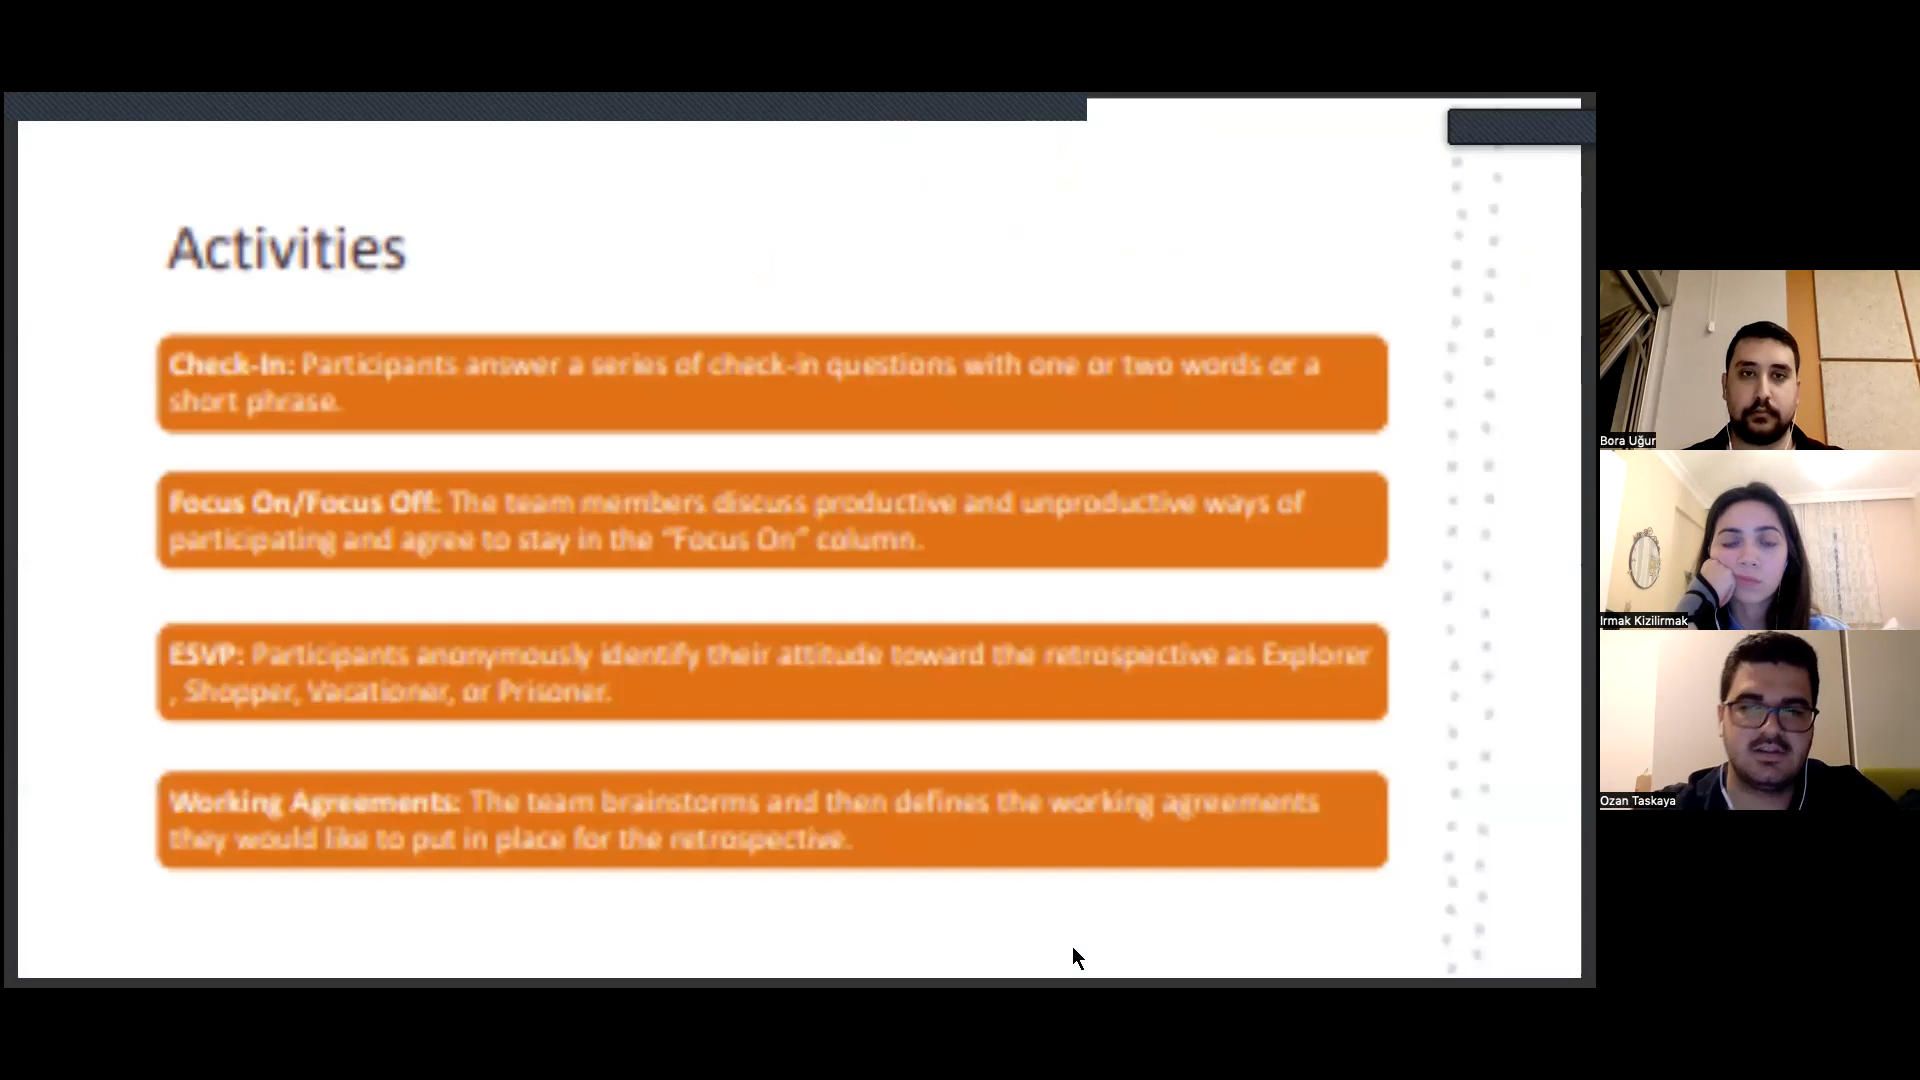 Activities
Check-In: Participants answer a series of check-in questions with one or two words or a
short phrase.
Focus On/Focus Off: The team members discuss productive and unproductive ways of
participating and agree to stay in the “Focus On” column.
ESVP: Participants anonymously identify their attitude toward the retrospective as Explorer
, Shopper, Vacationer, or Prisoner.
Working Agreements: The team brainstorms and then defines the working agreements
they would like to put in place for the retrospective.
Bora Uğur
Irmak Kizilirmak
Ozan Taskaya